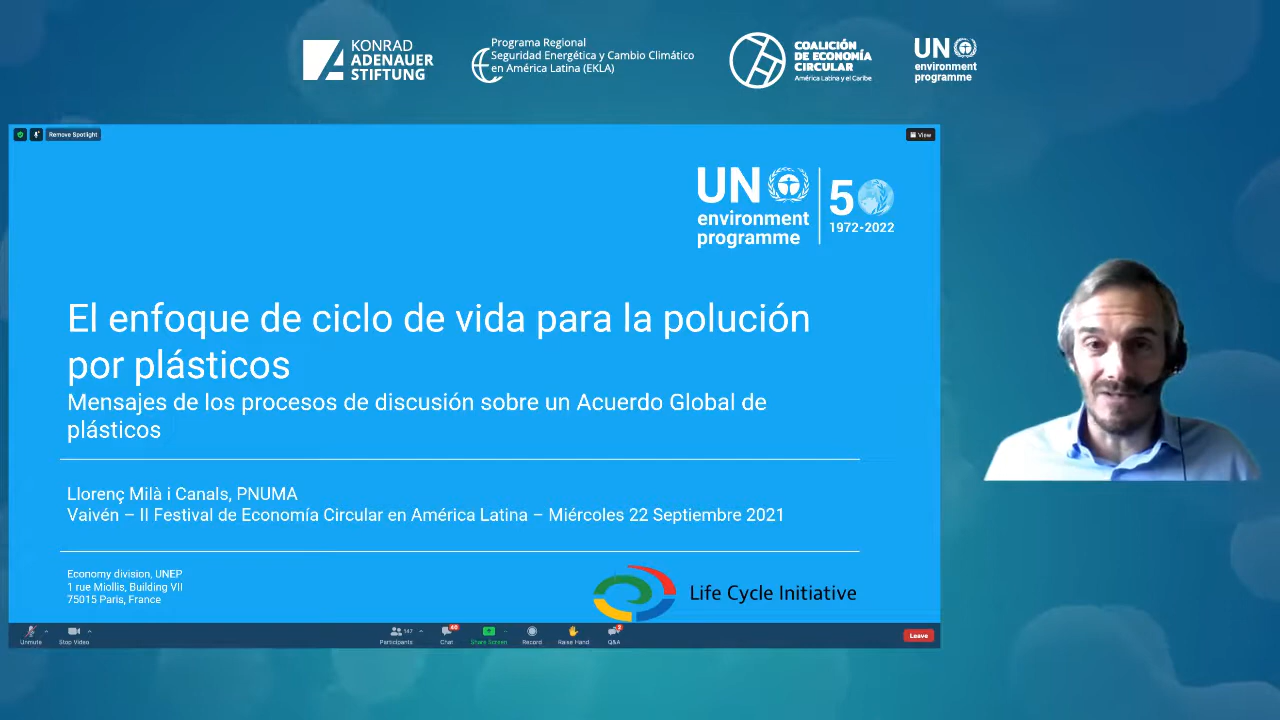 KONRAD
ADENAUER
STIFTUNG
Programa Regional
Seguridad Energética y Cambio Climático
en América Latina (EKLA)
COALICIÓN
DE ECONOMÍA
CIRCULAR
América Latina y el Caribe
UN
environment
programme
Remove Spotlight
View
UN
environment
programme
50
1972-2022
El enfoque de ciclo de vida para la polución
por plásticos
Mensajes de los procesos de discusión sobre un Acuerdo Global de
plásticos
Llorenç Milà i Canals, PNUMA
Vaivén – II Festival de Economía Circular en América Latina – Miércoles 22 Septiembre 2021
Economy division, UNEP
1 rue Miollis, Building VII
75015 Paris, France
Life Cycle Initiative
Unmute
Stop Video
Participants
147
Chat
Share Screen
Record
Raise Hand
Q&A
Leave